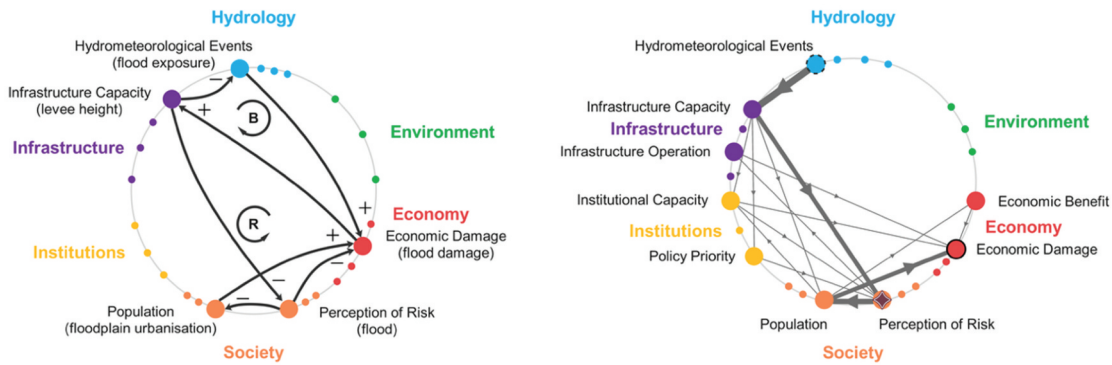 Hydrology
Hydrometeorological Events
(flood exposure)
Infrastructure Capacity
(levee height)
−
+
B
Infrastructure
Environment
+
R
Economy
Economic Damage
(flood damage)
+
−
Institutions
−
−
Population
(floodplain urbanisation)
Perception of Risk
(flood)
Society
Hydrology
Hydrometeorological Events
Infrastructure Capacity
Infrastructure
Environment
Infrastructure Operation
Institutional Capacity
Economic Benefit
Institutions
Economy
Economic Damage
Policy Priority
Population
Perception of Risk
Society